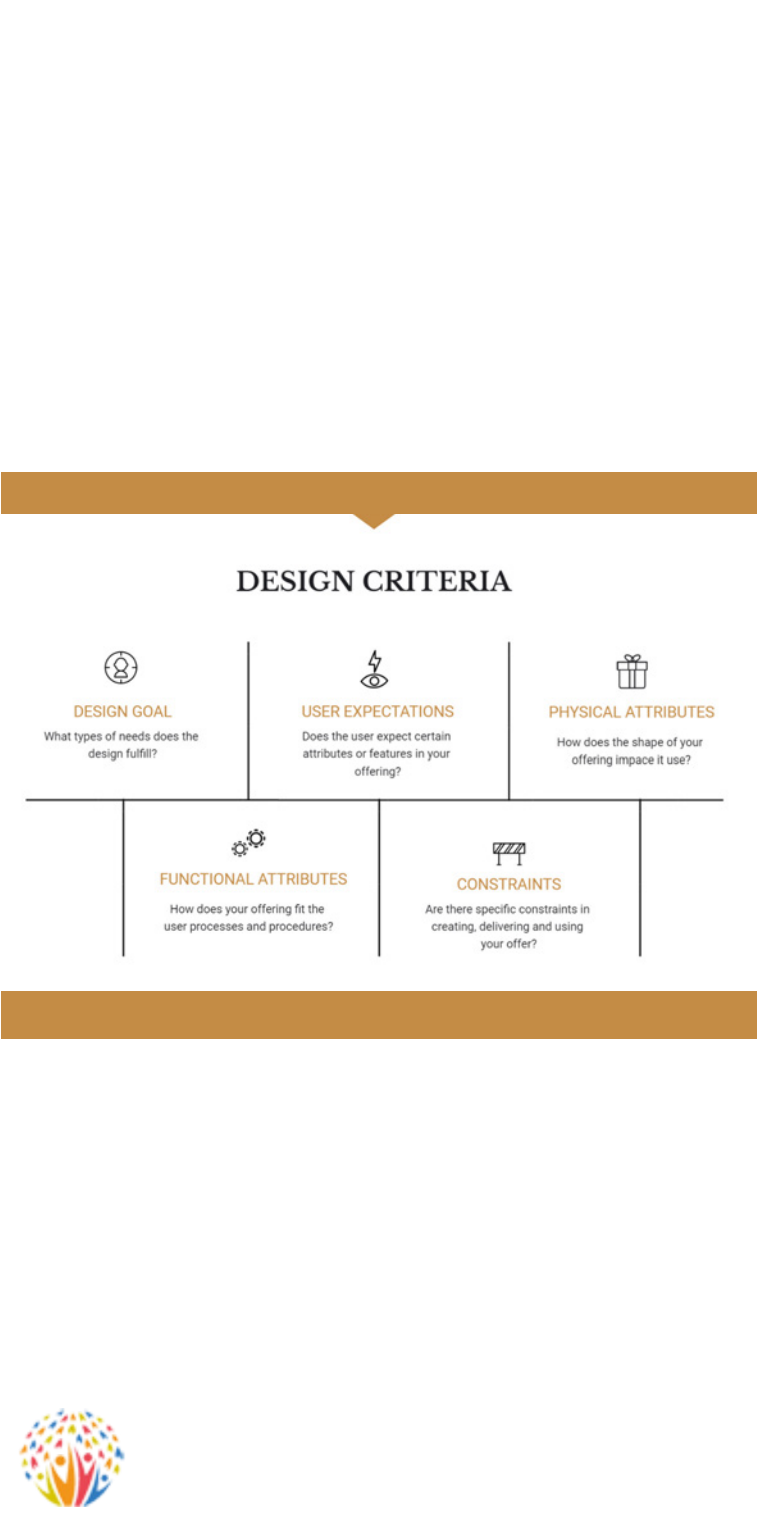 DESIGN CRITERIA
DESIGN GOAL
What types of needs does the
design fulfill?
USER EXPECTATIONS
Does the user expect certain
attributes or features in your
offering?
PHYSICAL ATTRIBUTES
How does the shape of your
offering impace it use?
FUNCTIONAL ATTRIBUTES
How does your offering fit the
user processes and procedures?
CONSTRAINTS
Are there specific constraints in
creating, delivering and using
your offer?